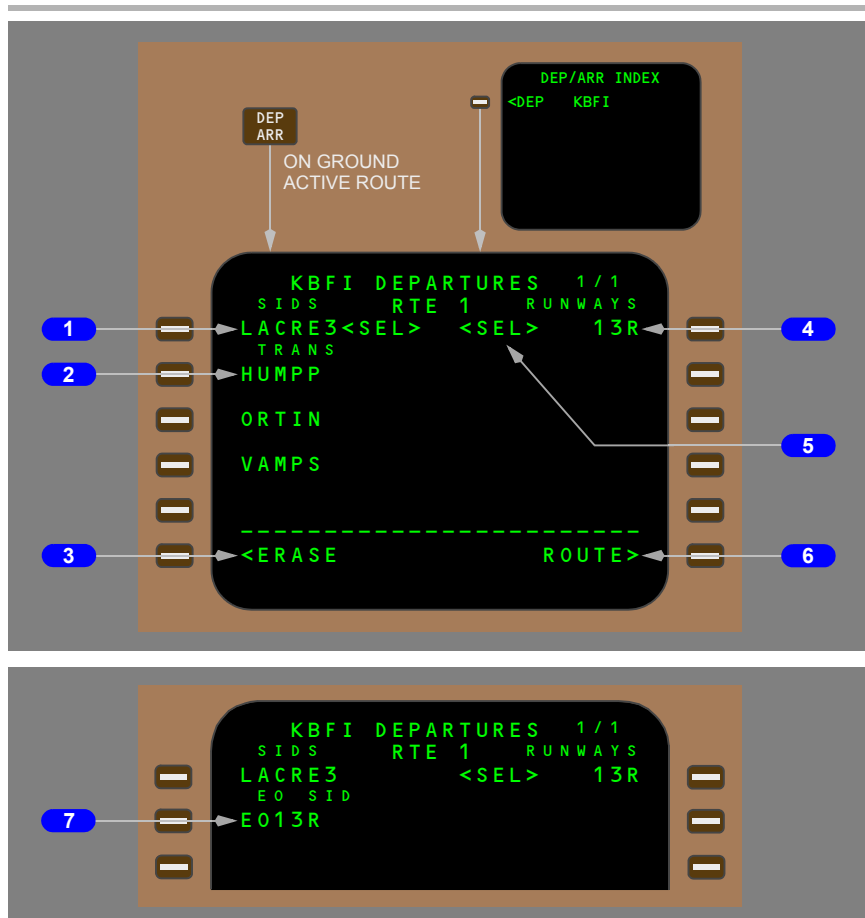 DEP/ARR INDEX
<DEP KBFI
DEP
ARR
ON GROUND
ACTIVE ROUTE
KBFI DEPARTURES 1/1
SIDS RTE 1 RUNWAYS
1 LACRE3<SEL> <SEL> 13R 4
TRANS
2 HUMPP
ORTIN
5
VAMPS
------------------------
3 <ERASE ROUTE> 6
KBFI DEPARTURES 1/1
SIDS RTE 1 RUNWAYS
LACRE3 <SEL> 13R
EO SID
7 EO13R